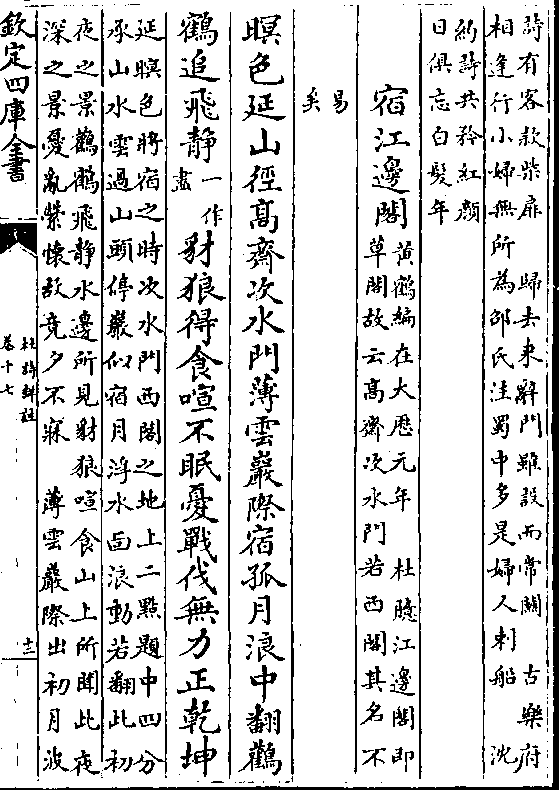 詩有客款柴扉 歸去來辭門雖設而常關 古樂府
相逢行小婦無所為邵氏注蜀中多是婦人刺船 沈
約詩共矜紅顔
日俱忘白髮年
宿江邊閣
黄鶴編在大厯元年 杜臆江邊閣即
草閣故云高齋次水門若西閣其名不
易
矣
暝色延山徑高齋次水門薄雲巖際宿孤月浪中翻鸛
鶴追飛静
一作
盡
豺狼得食喧不眠憂戰伐無力正乾坤
延暝色將宿之時次水門西閣之地上二點題中四分
承山水雲過山頭停巖似宿月浮水面浪動若翻此初
夜之景鸛鶴飛静水邊所見豺狼喧食山上所聞此夜
深之景憂亂縈懷故竟夕不寐 薄雲巖際出初月波
欽定四庫全書
杜詩詳註
卷十七
十二